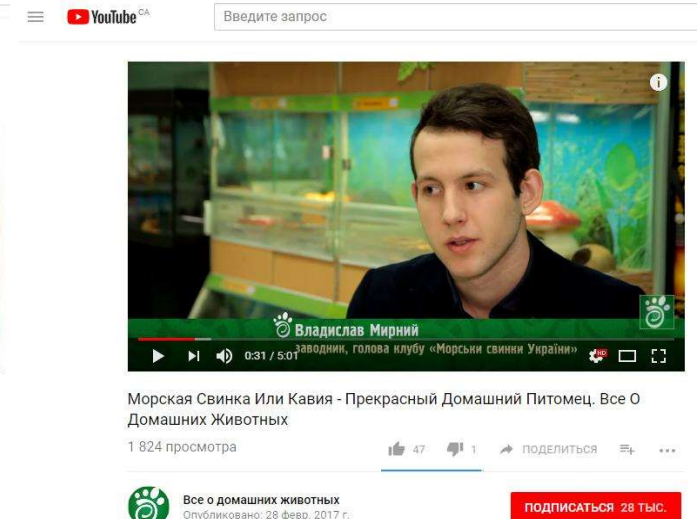 YouTube CA
Введите запрос
i
Владислав Мирний
заводник, голова клубу «Морськи свинки України»
0:31 / 5:01
HD
Морская Свинка Или Кавия - Прекрасный Домашний Питомец. Все О
Домашних Животных
1 824 просмотра
47
1
ПОДЕЛИТЬСЯ
Все о домашних животных
ПОДПИСАТЬСЯ 28 ТЫС.
Опубликовано: 28 февр. 2017 г.